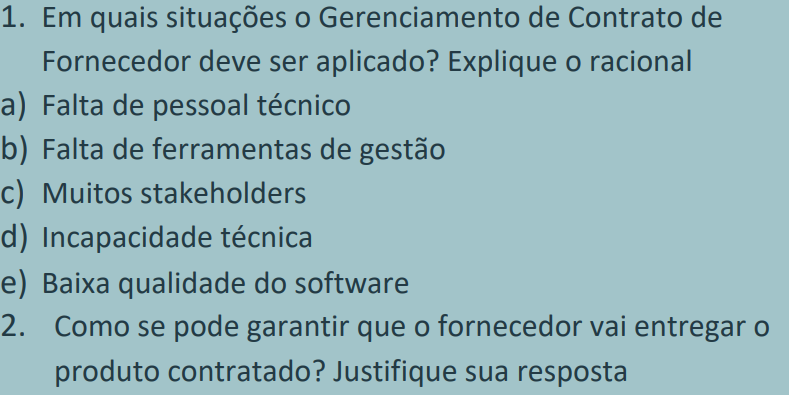 1. Em quais situações o Gerenciamento de Contrato de
Fornecedor deve ser aplicado? Explique o racional
a) Falta de pessoal técnico
b) Falta de ferramentas de gestão
c) Muitos stakeholders
d) Incapacidade técnica
e) Baixa qualidade do software
2. Como se pode garantir que o fornecedor vai entregar o
produto contratado? Justifique sua resposta